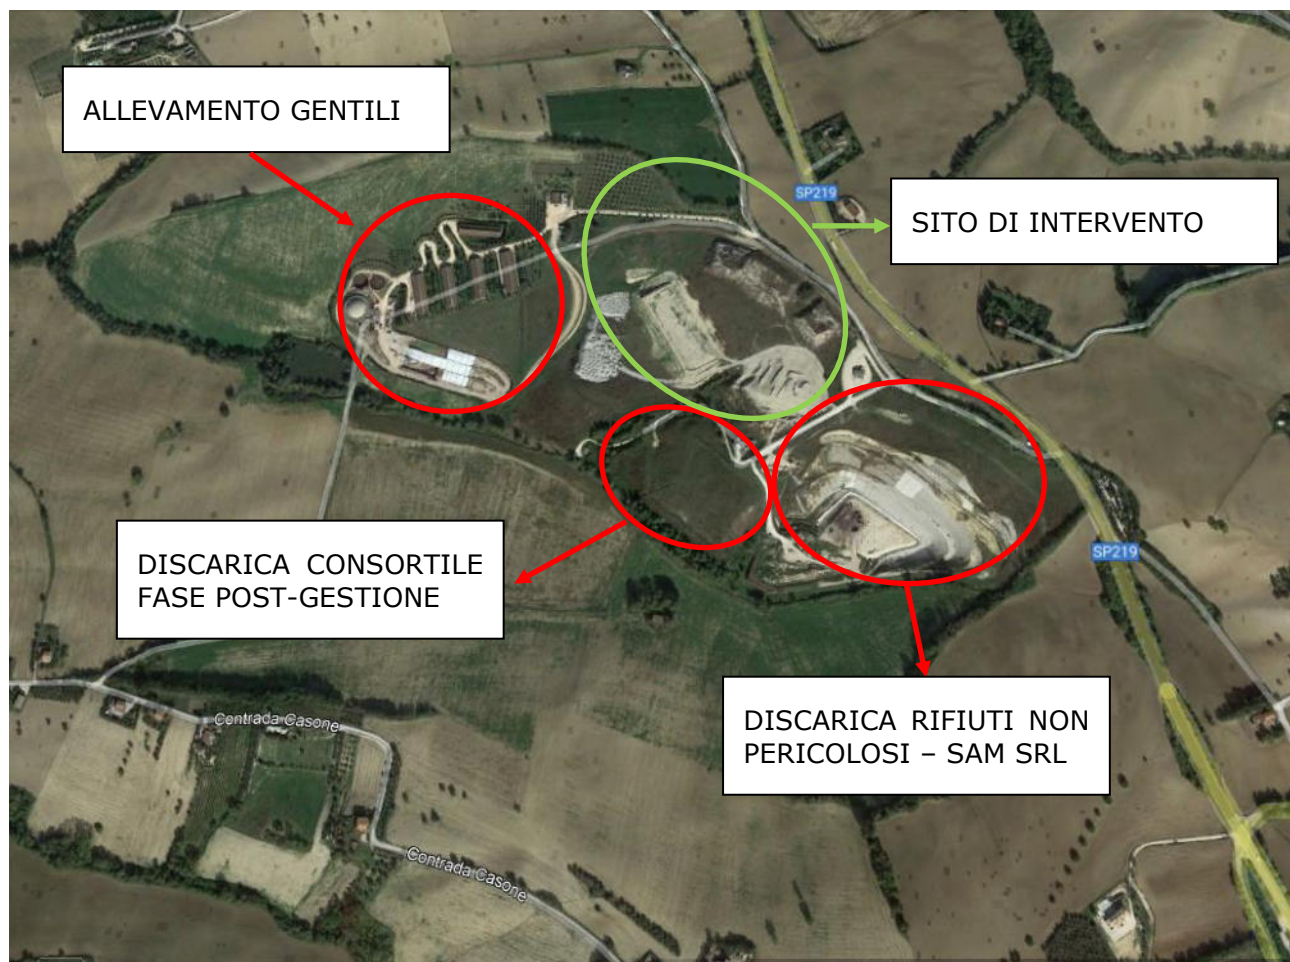 ALLEVAMENTO GENTILI
SP219
SITO DI INTERVENTO
DISCARICA CONSORTILE
FASE POST-GESTIONE
SP219
DISCARICA RIFIUTI NON
PERICOLOSI – SAM SRL
Contrada Casone
Contrada Casone